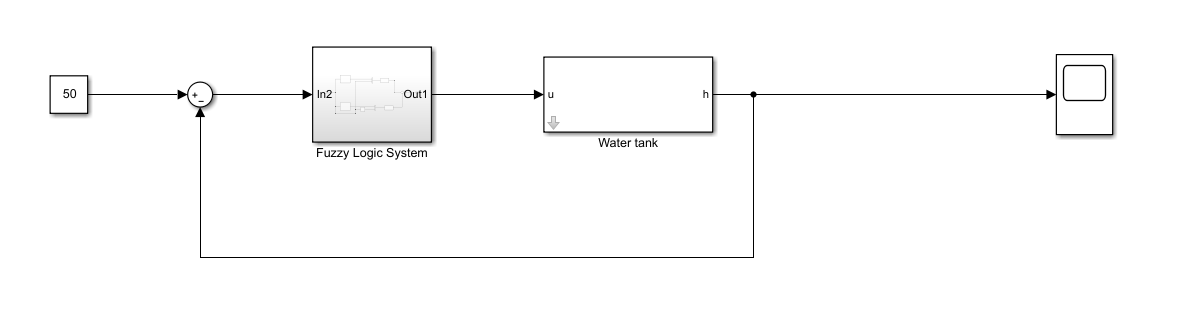 50
+
−
In2
Out1
Fuzzy Logic System
u
h
Water tank